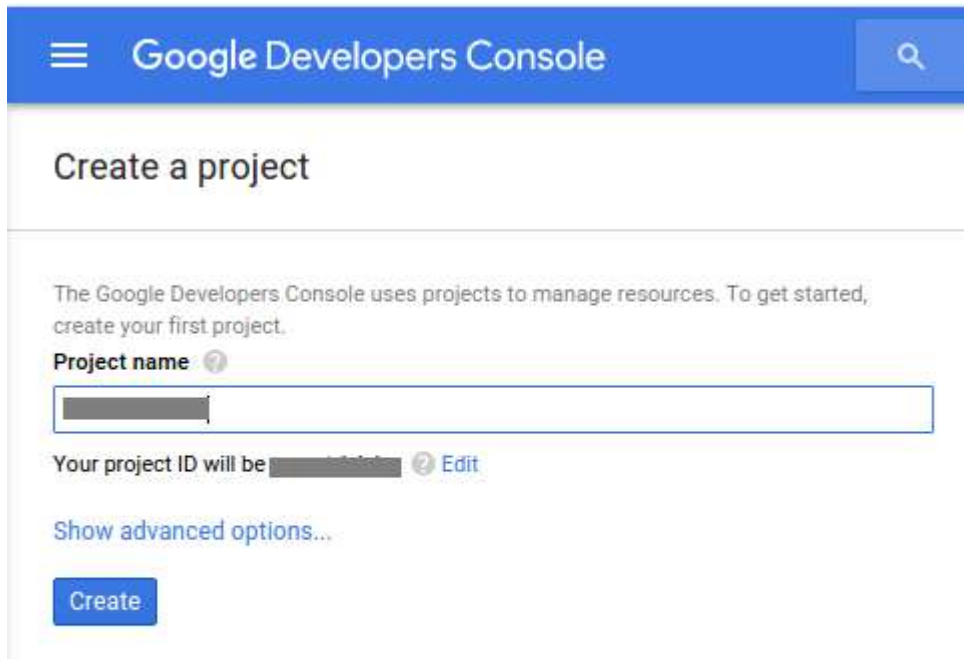 Google Developers Console
Create a project
The Google Developers Console uses projects to manage resources. To get started,
create your first project.
Project name ?
Your project ID will be ? Edit
Show advanced options...
Create